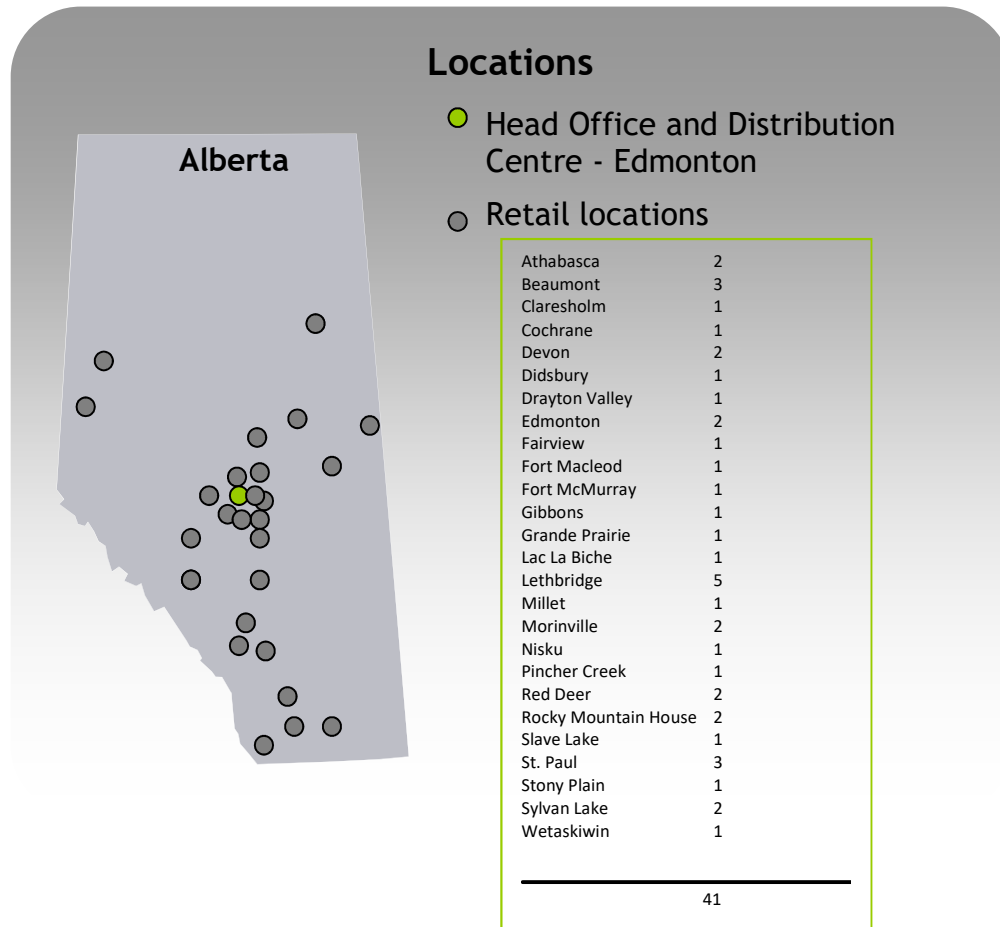 Locations
Head Office and Distribution
Centre - Edmonton
Retail locations
Alberta
Athabasca 2
Beaumont 3
Claresholm 1
Cochrane 1
Devon 2
Didsbury 1
Drayton Valley 1
Edmonton 2
Fairview 1
Fort Macleod 1
Fort McMurray 1
Gibbons 1
Grande Prairie 1
Lac La Biche 1
Lethbridge 5
Millet 1
Morinville 2
Nisku 1
Pincher Creek 1
Red Deer 2
Rocky Mountain House 2
Slave Lake 1
St. Paul 3
Stony Plain 1
Sylvan Lake 2
Wetaskiwin 1
41